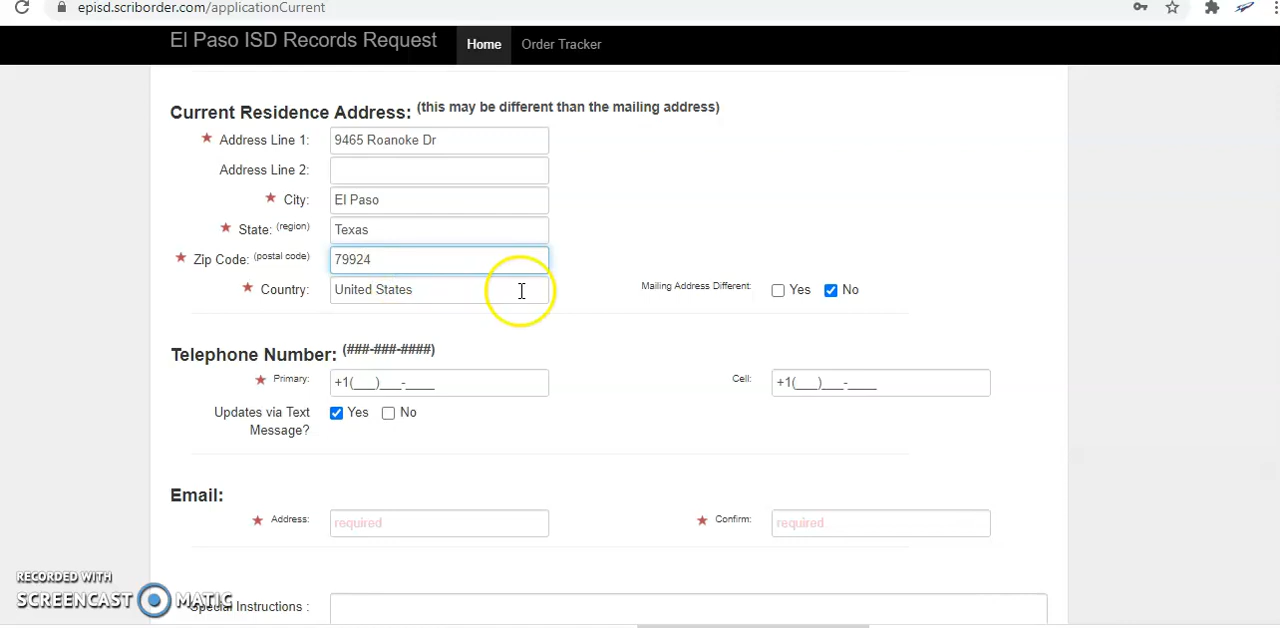 episd.scriborder.com/applicationCurrent
El Paso ISD Records Request Home Order Tracker
Current Residence Address: (this may be different than the mailing address)
★ Address Line 1: 9465 Roanoke Dr
Address Line 2:
★ City: El Paso
★ State: (region) Texas
★ Zip Code: (postal code) 79924
★ Country: United States Mailing Address Different: Yes No
Telephone Number: (###-###-####)
★ Primary: +1(___)___-____ Cell: +1(___)___-____
Updates via Text Yes No
Message?
Email:
★ Address: required ★ Confirm: required
RECORDED WITH
SCREENCAST MATIC
Special Instructions :